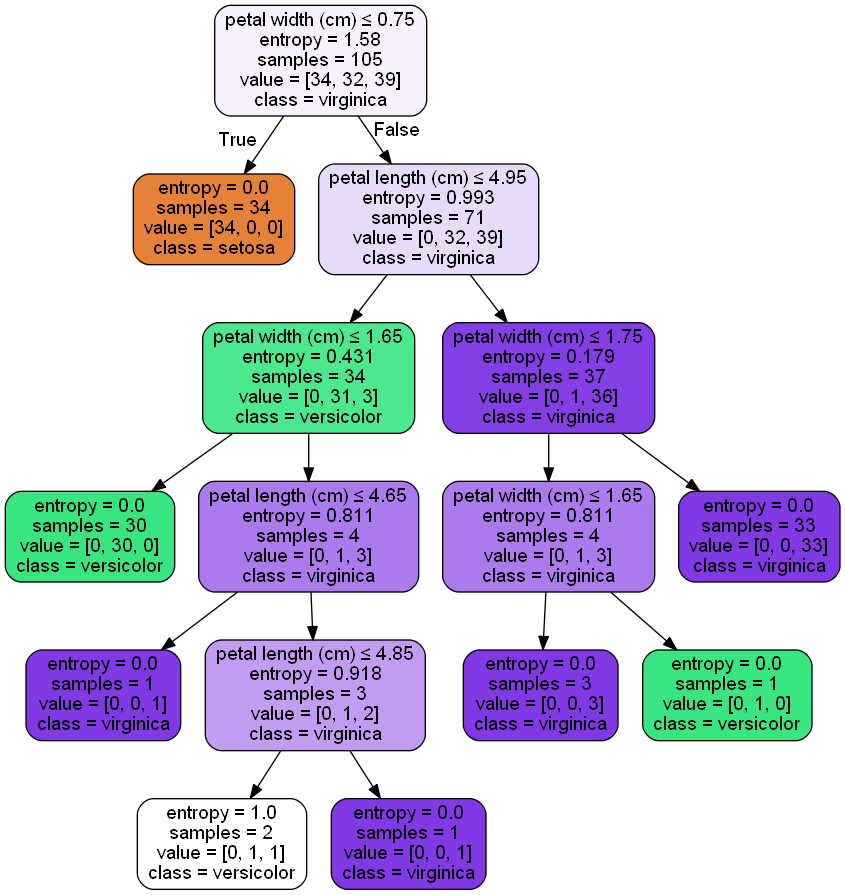 petal width (cm) ≤ 0.75
entropy = 1.58
samples = 105
value = [34, 32, 39]
class = virginica
True
False
entropy = 0.0
samples = 34
value = [34, 0, 0]
class = setosa
petal length (cm) ≤ 4.95
entropy = 0.993
samples = 71
value = [0, 32, 39]
class = virginica
petal width (cm) ≤ 1.65
entropy = 0.431
samples = 34
value = [0, 31, 3]
class = versicolor
petal width (cm) ≤ 1.75
entropy = 0.179
samples = 37
value = [0, 1, 36]
class = virginica
entropy = 0.0
samples = 30
value = [0, 30, 0]
class = versicolor
petal length (cm) ≤ 4.65
entropy = 0.811
samples = 4
value = [0, 1, 3]
class = virginica
petal width (cm) ≤ 1.65
entropy = 0.811
samples = 4
value = [0, 1, 3]
class = virginica
entropy = 0.0
samples = 33
value = [0, 0, 33]
class = virginica
entropy = 0.0
samples = 1
value = [0, 0, 1]
class = virginica
petal length (cm) ≤ 4.85
entropy = 0.918
samples = 3
value = [0, 1, 2]
class = virginica
entropy = 0.0
samples = 3
value = [0, 0, 3]
class = virginica
entropy = 0.0
samples = 1
value = [0, 1, 0]
class = versicolor
entropy = 1.0
samples = 2
value = [0, 1, 1]
class = versicolor
entropy = 0.0
samples = 1
value = [0, 0, 1]
class = virginica